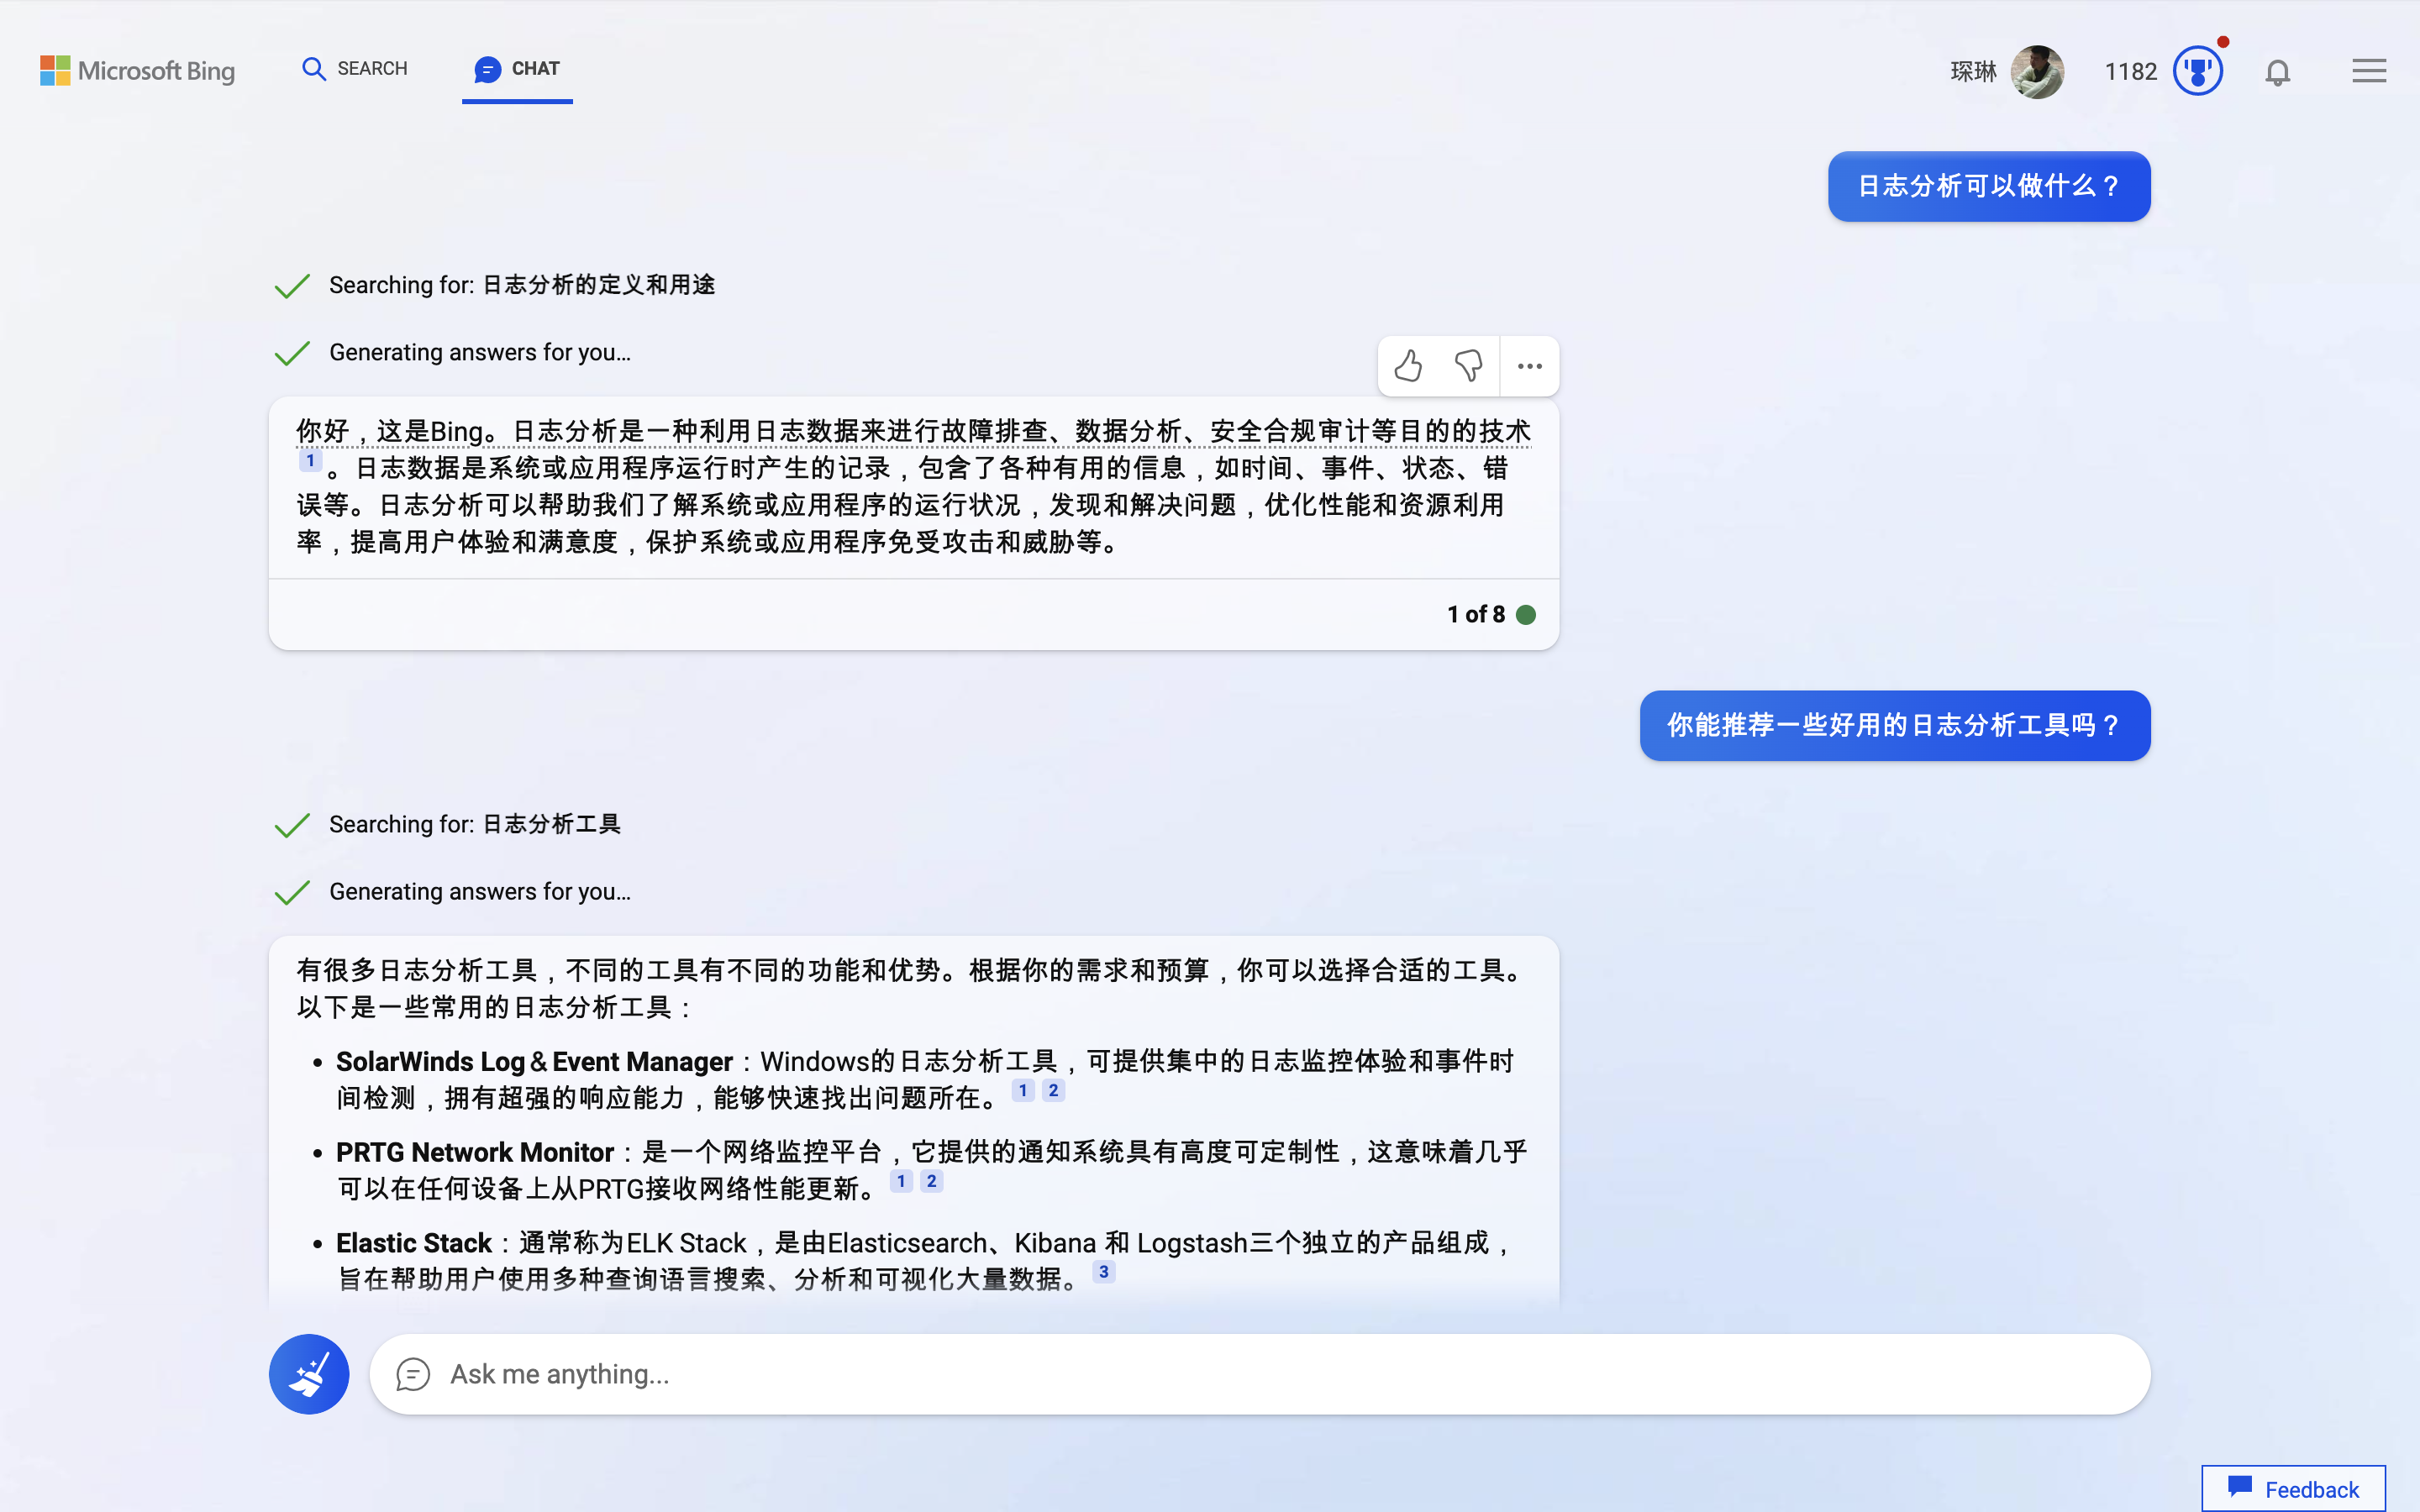 Microsoft Bing
SEARCH
CHAT
琛琳
1182
日志分析可以做什么？
Searching for: 日志分析的定义和用途
Generating answers for you…
你好，这是Bing。日志分析是一种利用日志数据来进行故障排查、数据分析、安全合规审计等目的的技术
1 。日志数据是系统或应用程序运行时产生的记录，包含了各种有用的信息，如时间、事件、状态、错
误等。日志分析可以帮助我们了解系统或应用程序的运行状况，发现和解决问题，优化性能和资源利用
率，提高用户体验和满意度，保护系统或应用程序免受攻击和威胁等。
1 of 8
你能推荐一些好用的日志分析工具吗？
Searching for: 日志分析工具
Generating answers for you…
有很多日志分析工具，不同的工具有不同的功能和优势。根据你的需求和预算，你可以选择合适的工具。
以下是一些常用的日志分析工具：
• SolarWinds Log＆Event Manager：Windows的日志分析工具，可提供集中的日志监控体验和事件时
间检测，拥有超强的响应能力，能够快速找出问题所在。 1 2
• PRTG Network Monitor：是一个网络监控平台，它提供的通知系统具有高度可定制性，这意味着几乎
可以在任何设备上从PRTG接收网络性能更新。 1 2
• Elastic Stack：通常称为ELK Stack，是由Elasticsearch、Kibana 和 Logstash三个独立的产品组成，
旨在帮助用户使用多种查询语言搜索、分析和可视化大量数据。 3
Ask me anything...
Feedback